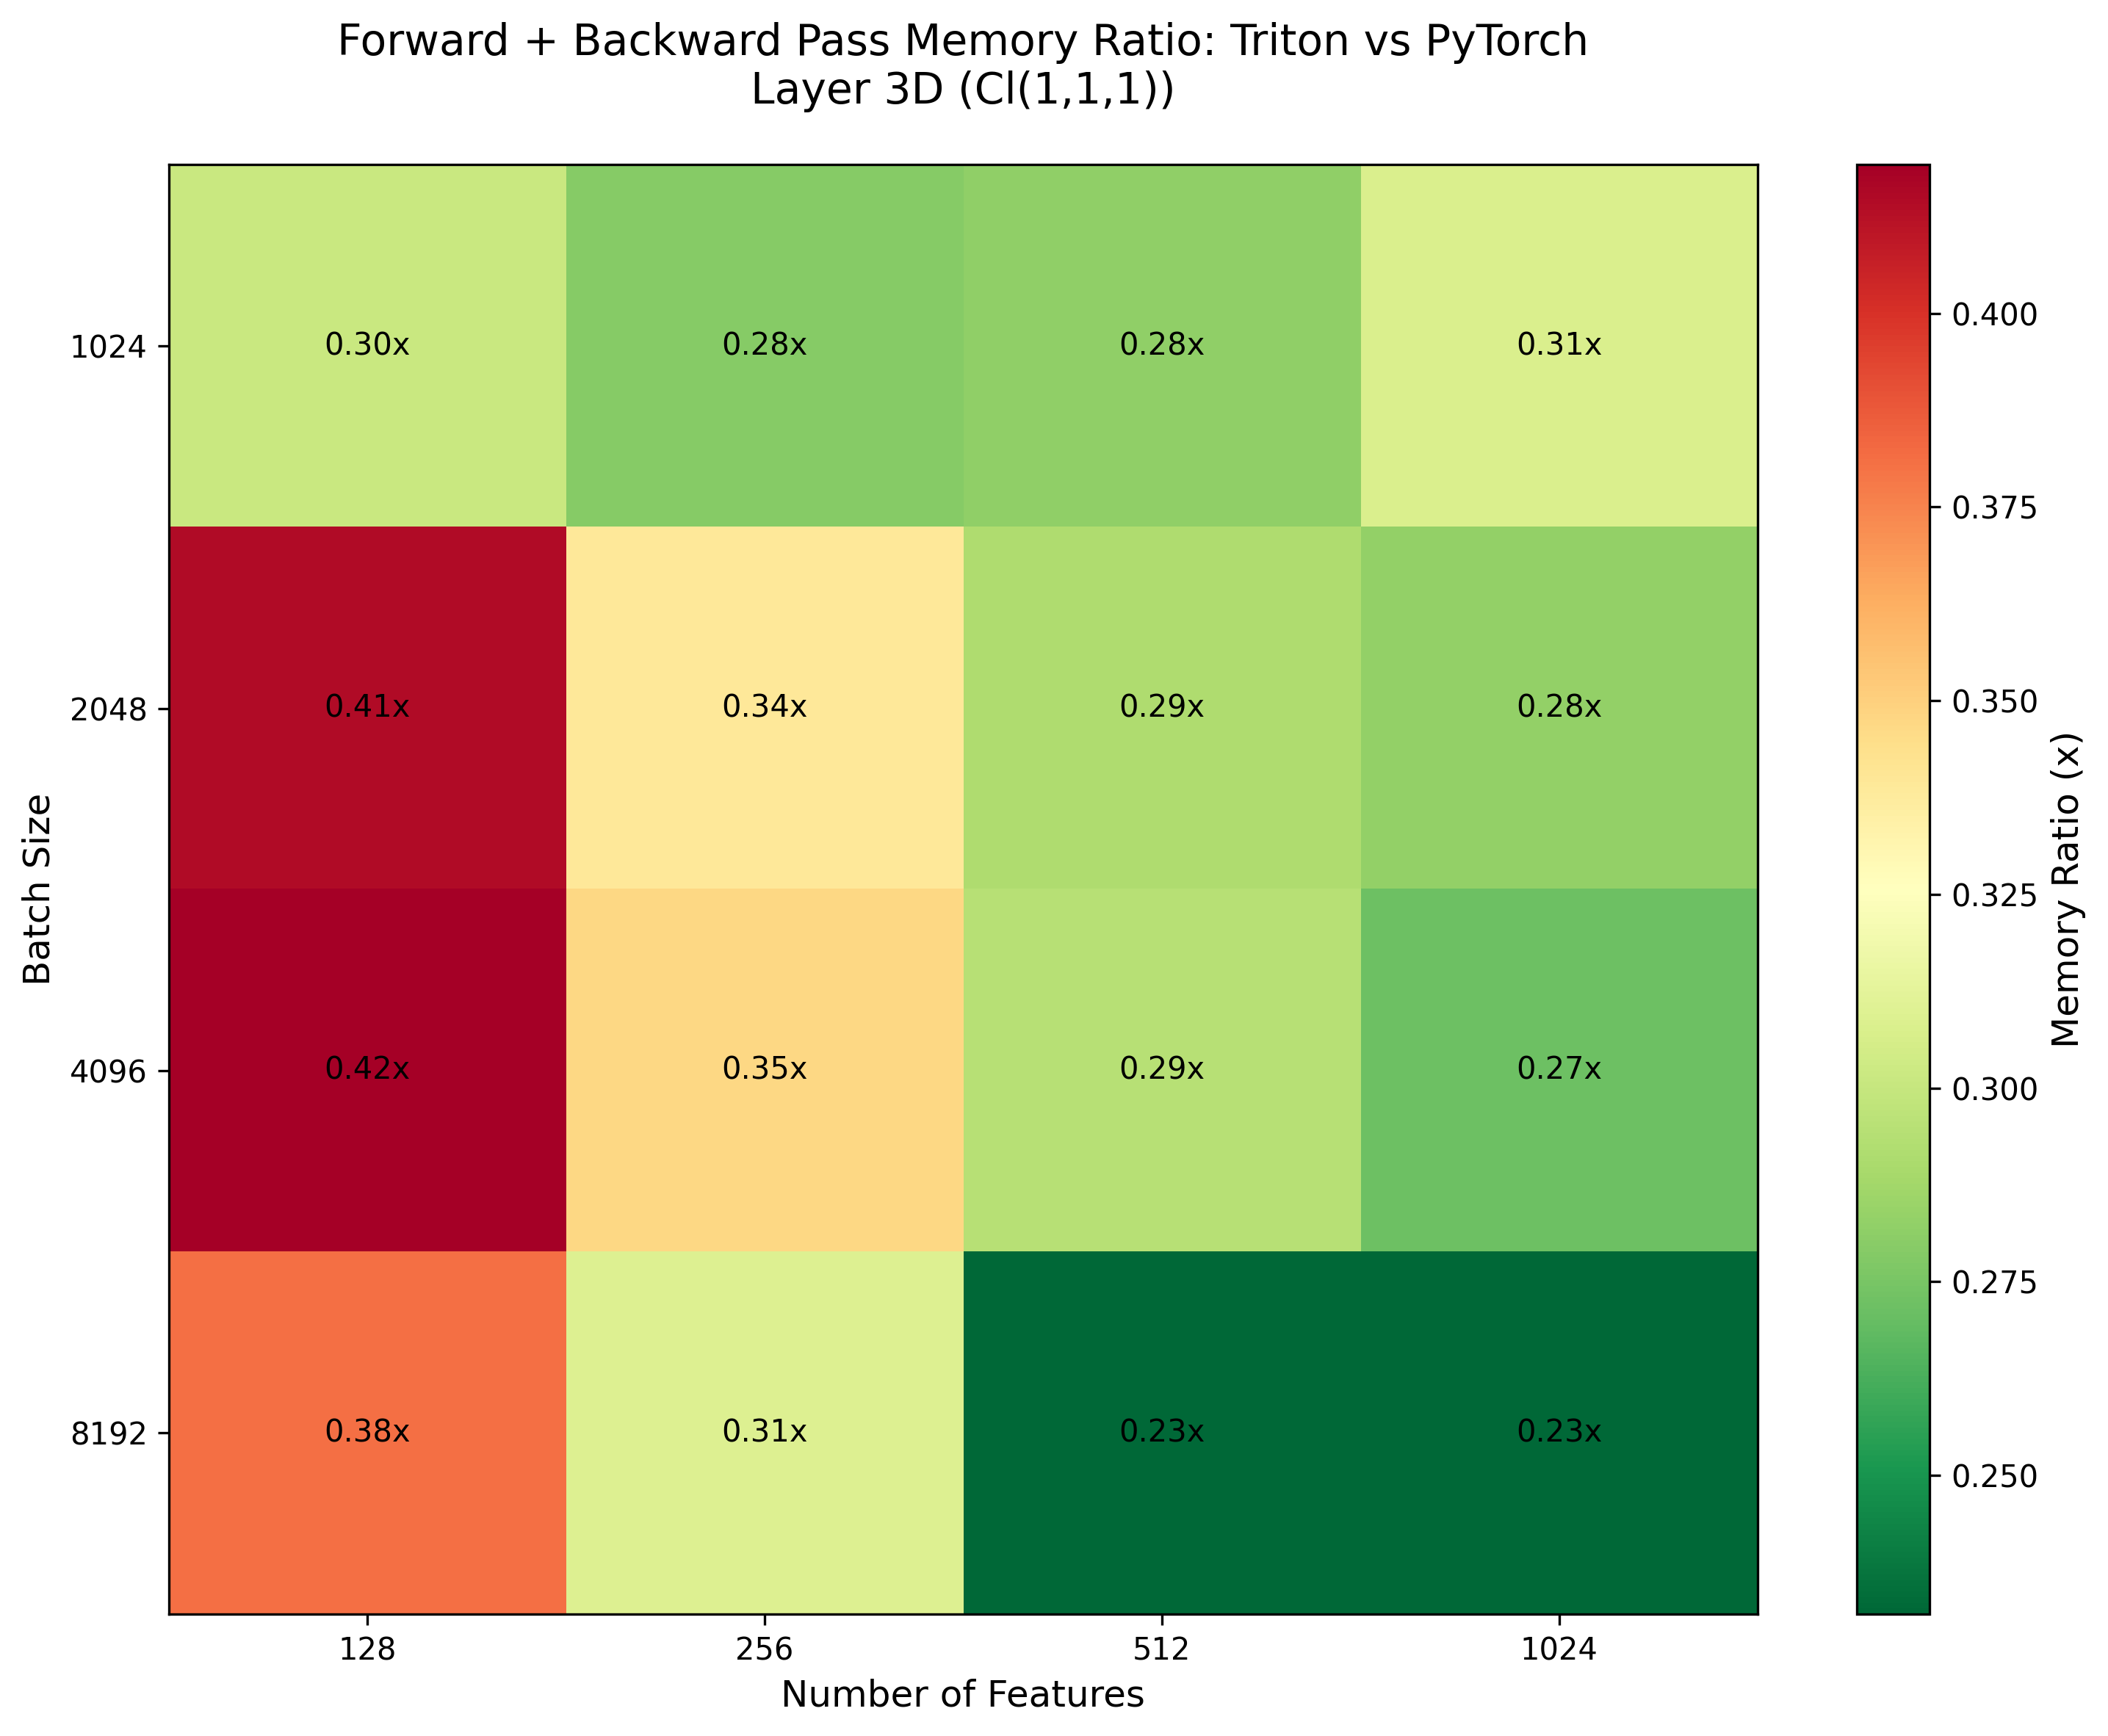 Forward + Backward Pass Memory Ratio: Triton vs PyTorch
Layer 3D (Cl(1,1,1))
Batch Size
1024
0.30x
0.28x
0.28x
0.31x
2048
0.41x
0.34x
0.29x
0.28x
4096
0.42x
0.35x
0.29x
0.27x
8192
0.38x
0.31x
0.23x
0.23x
128
256
512
1024
Number of Features
0.400
0.375
0.350
0.325
0.300
0.275
0.250
Memory Ratio (x)